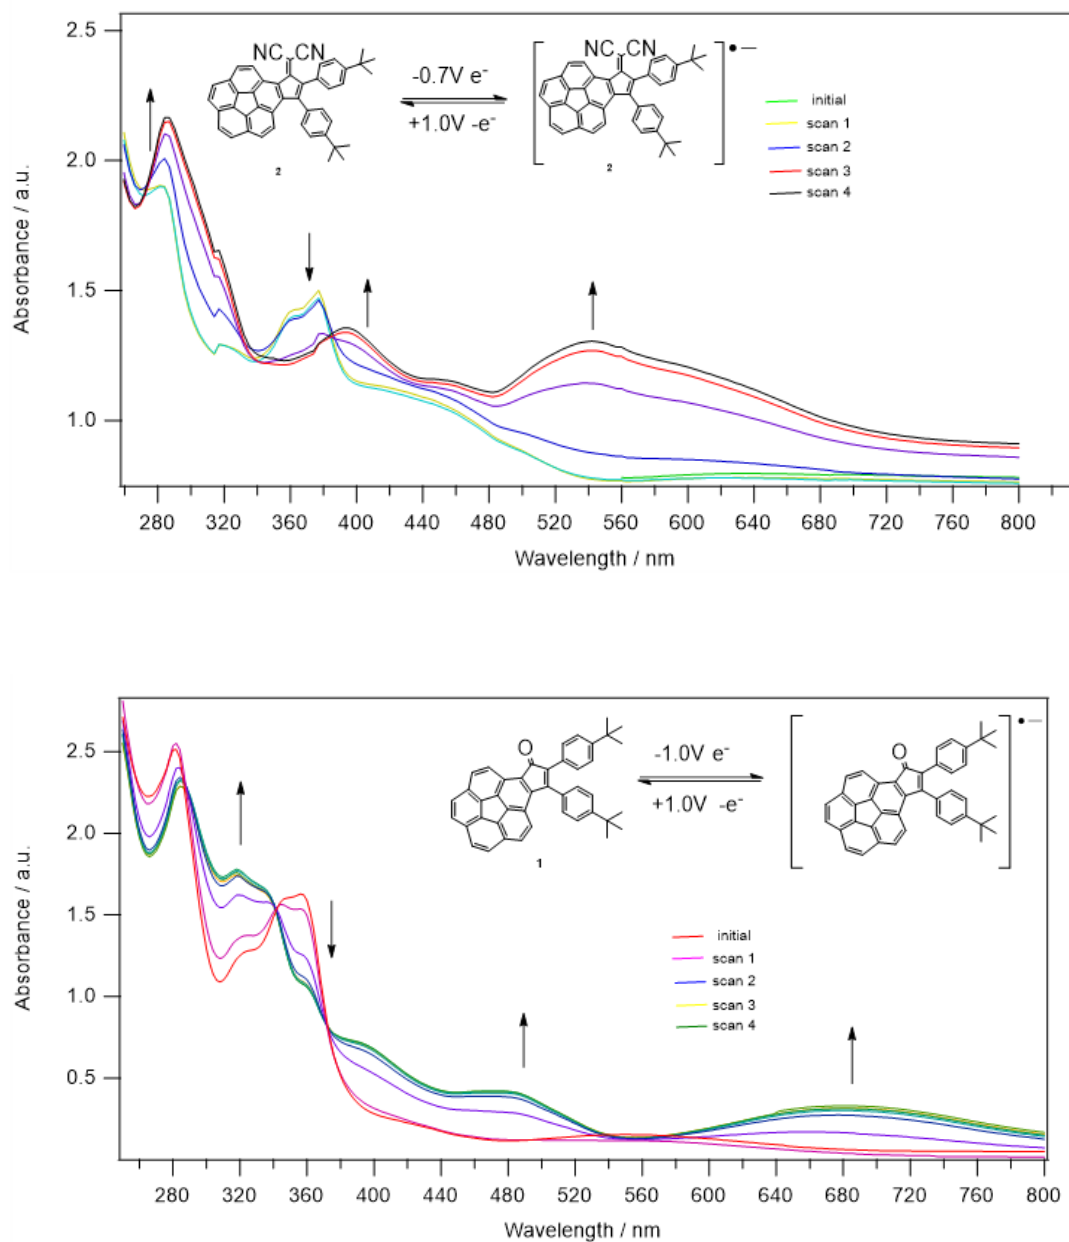 2.5
NC CN
-0.7V e-
+1.0V -e-
NC CN
•—
2
2
initial
scan 1
scan 2
scan 3
scan 4
2.0
1.5
1.0
Absorbance / a.u.
280 320 360 400 440 480 520 560 600 640 680 720 760 800
Wavelength / nm
2.5
O
-1.0V e-
+1.0V -e-
O
•—
1
2.0
1.5
initial
scan 1
scan 2
scan 3
scan 4
1.0
0.5
Absorbance / a.u.
280 320 360 400 440 480 520 560 600 640 680 720 760 800
Wavelength / nm